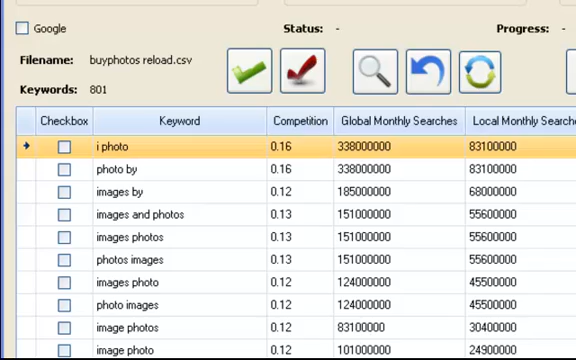 Google Status: - Progress: -
Filename: buyphotos reload.csv
Keywords: 801
Checkbox Keyword Competition Global Monthly Searches Local Monthly Searche
i photo 0.16 338000000 83100000
photo by 0.16 338000000 83100000
images by 0.12 185000000 68000000
images and photos 0.13 151000000 55600000
images photos 0.13 151000000 55600000
photos images 0.13 151000000 55600000
images photo 0.12 124000000 45500000
photo images 0.12 124000000 45500000
image photos 0.12 83100000 30400000
image photo 0.12 101000000 24900000